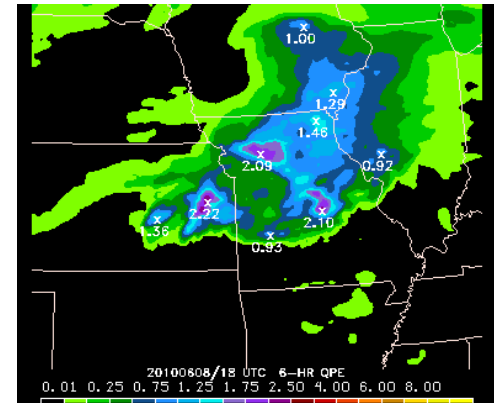 x
1.00
x
1.29
x
1.46
x
2.09
x
0.92
x
2.22
x
2.10
x
1.36
x
0.93
20100608/18 UTC 6-HR QPE
0.01 0.25 0.75 1.25 1.75 2.50 4.00 6.00 8.00